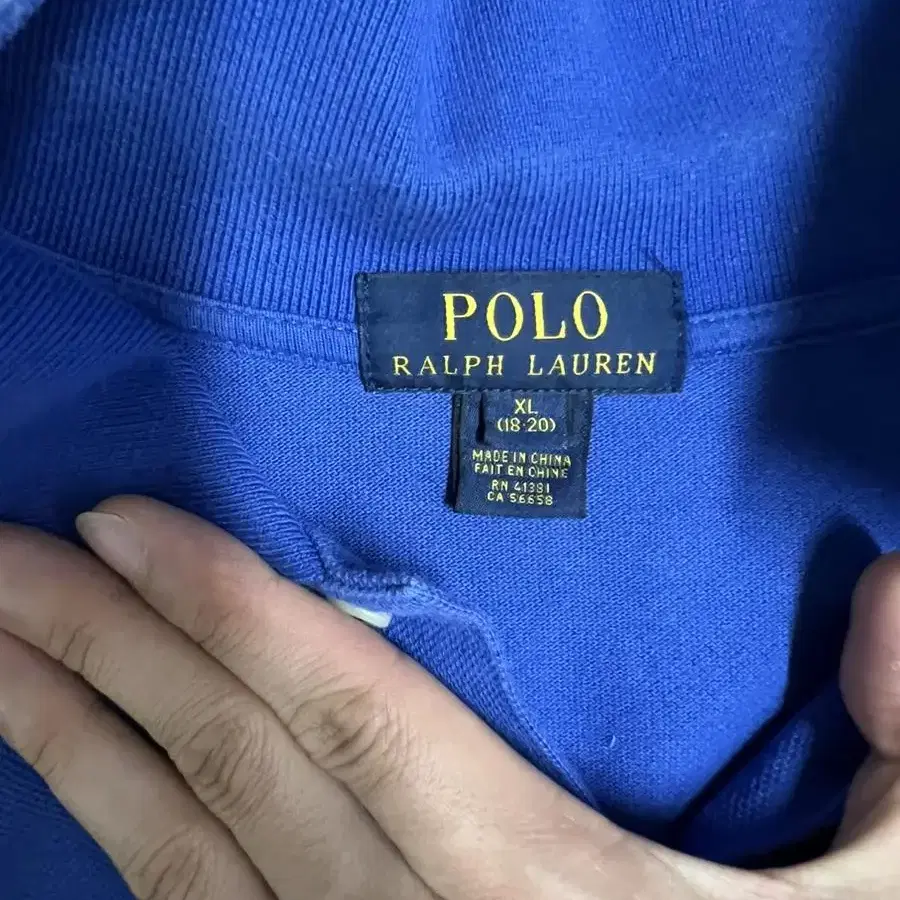 POLO
RALPH LAUREN
XL
(18-20)
MADE IN CHINA
FAIT EN CHINE
RN 41381
CA 56658